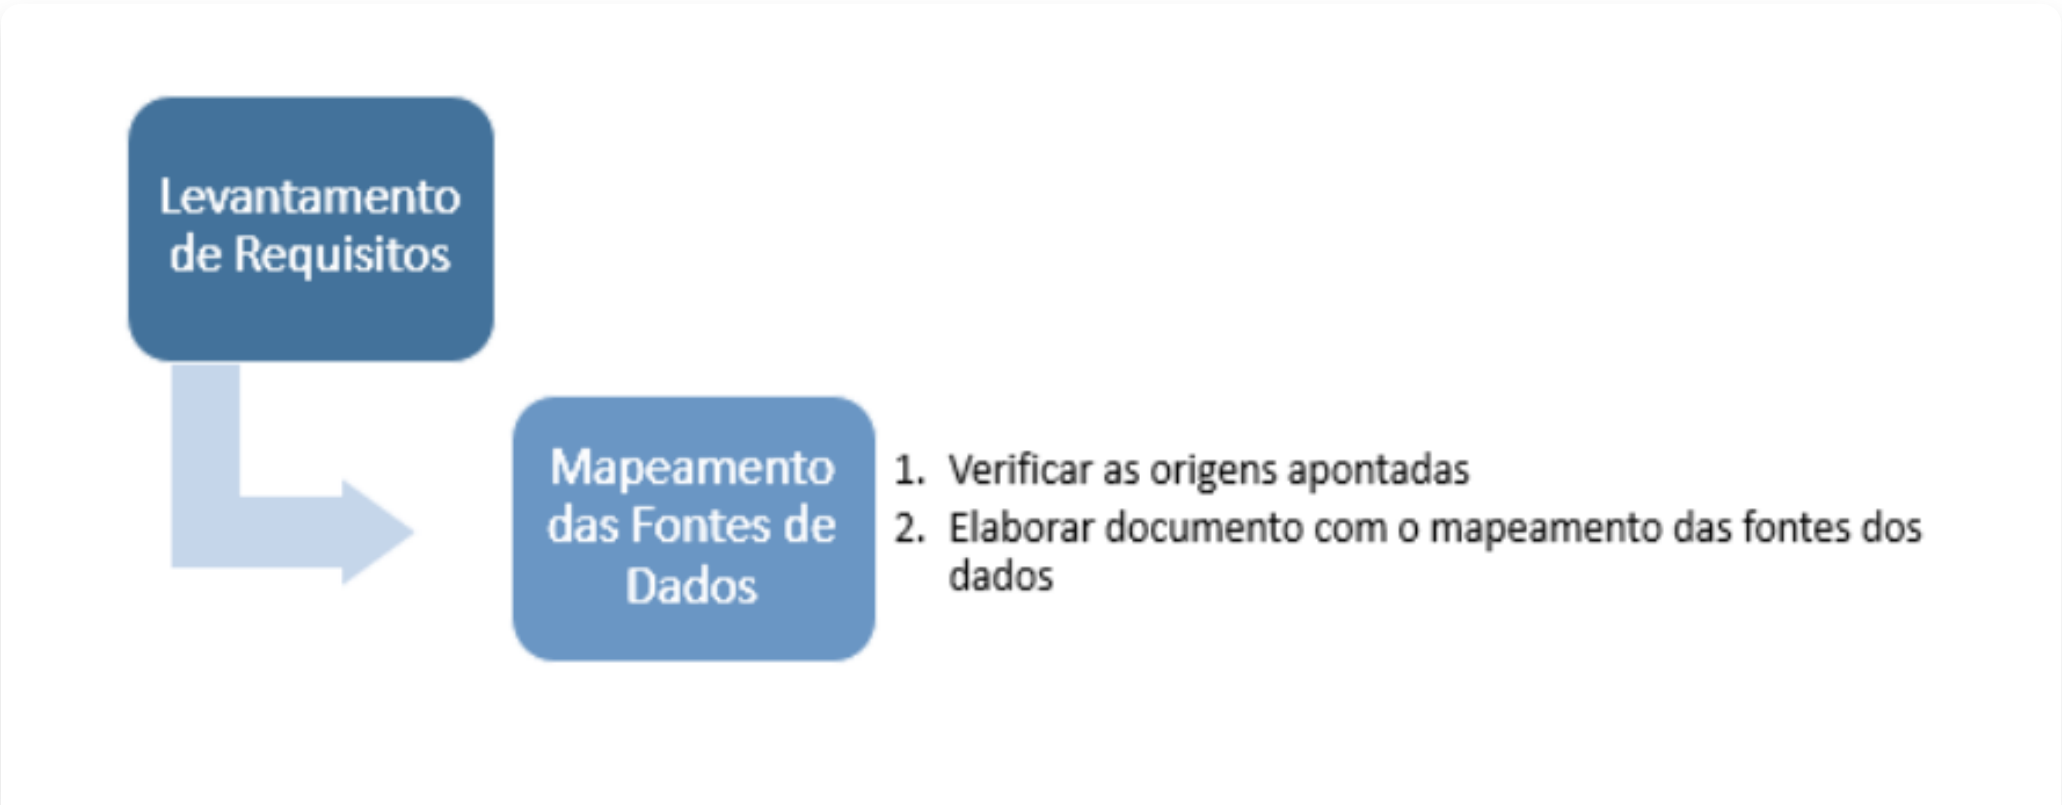 Levantamento
de Requisitos
Mapeamento
das Fontes de
Dados
1. Verificar as origens apontadas
2. Elaborar documento com o mapeamento das fontes dos
dados